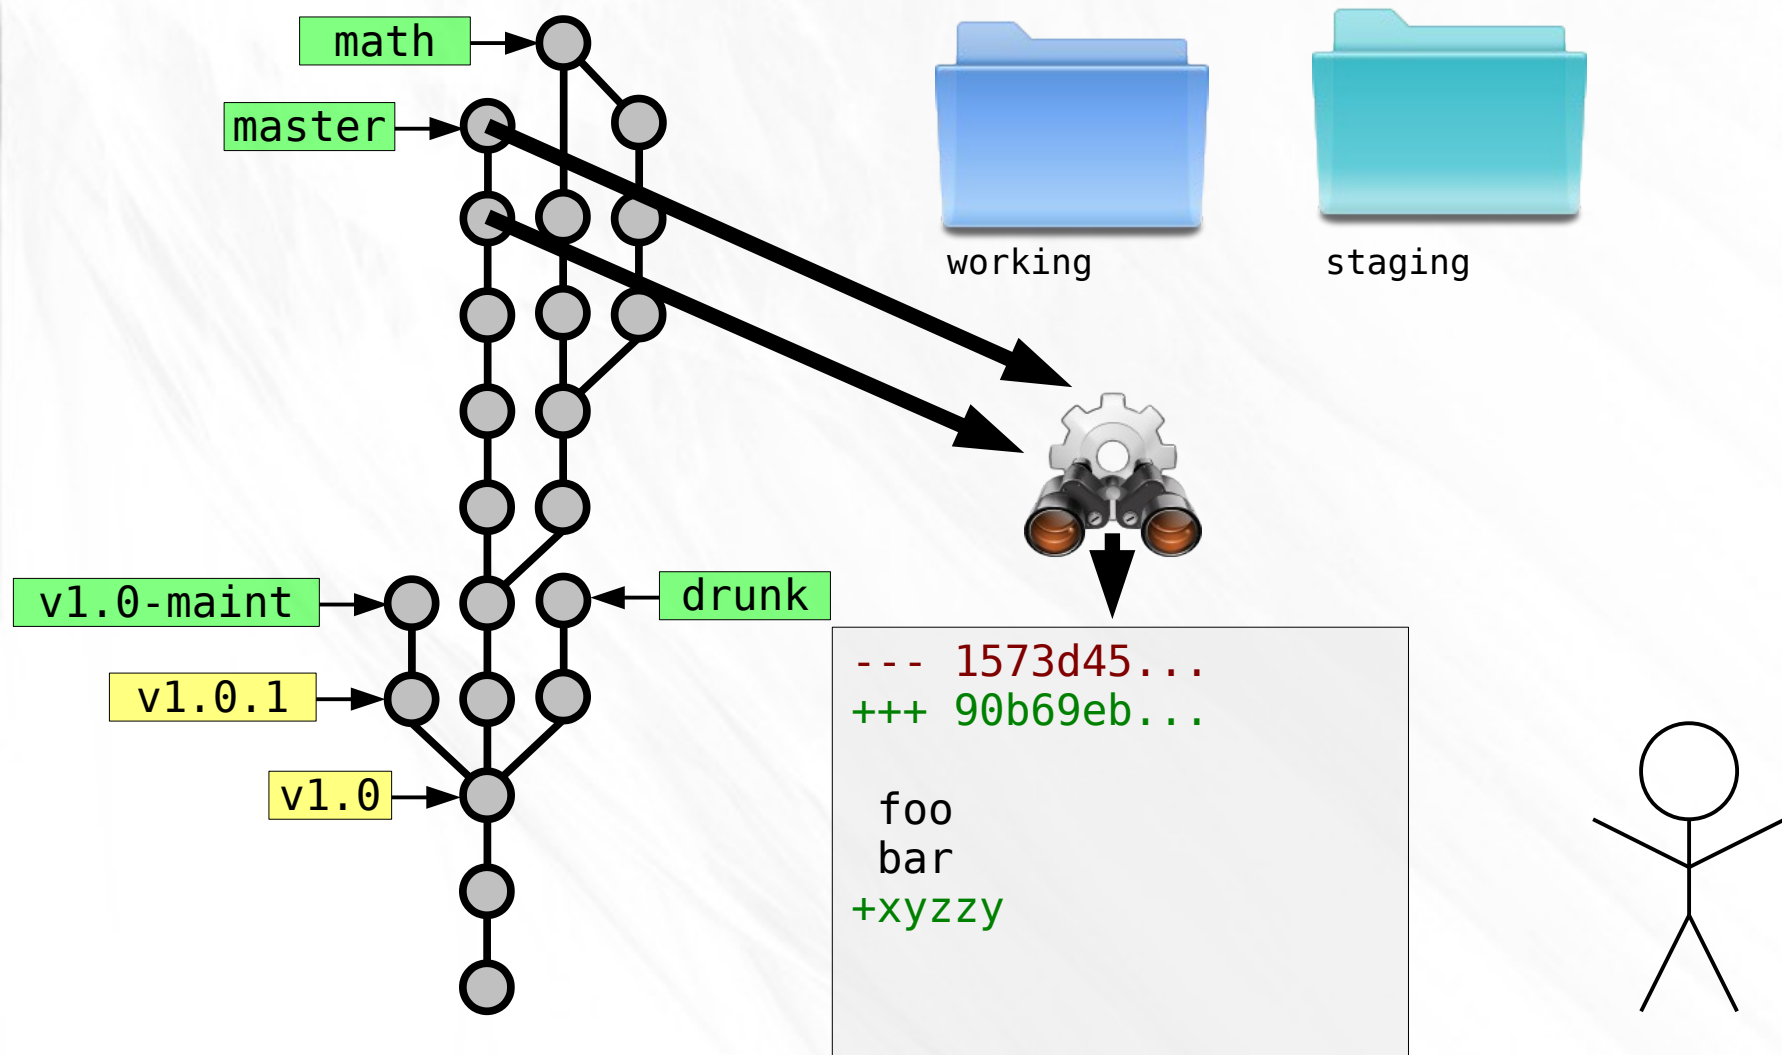 math
master
working
staging
v1.0-maint
drunk
v1.0.1
v1.0
--- 1573d45...
+++ 90b69eb...
foo
bar
+xyzzy